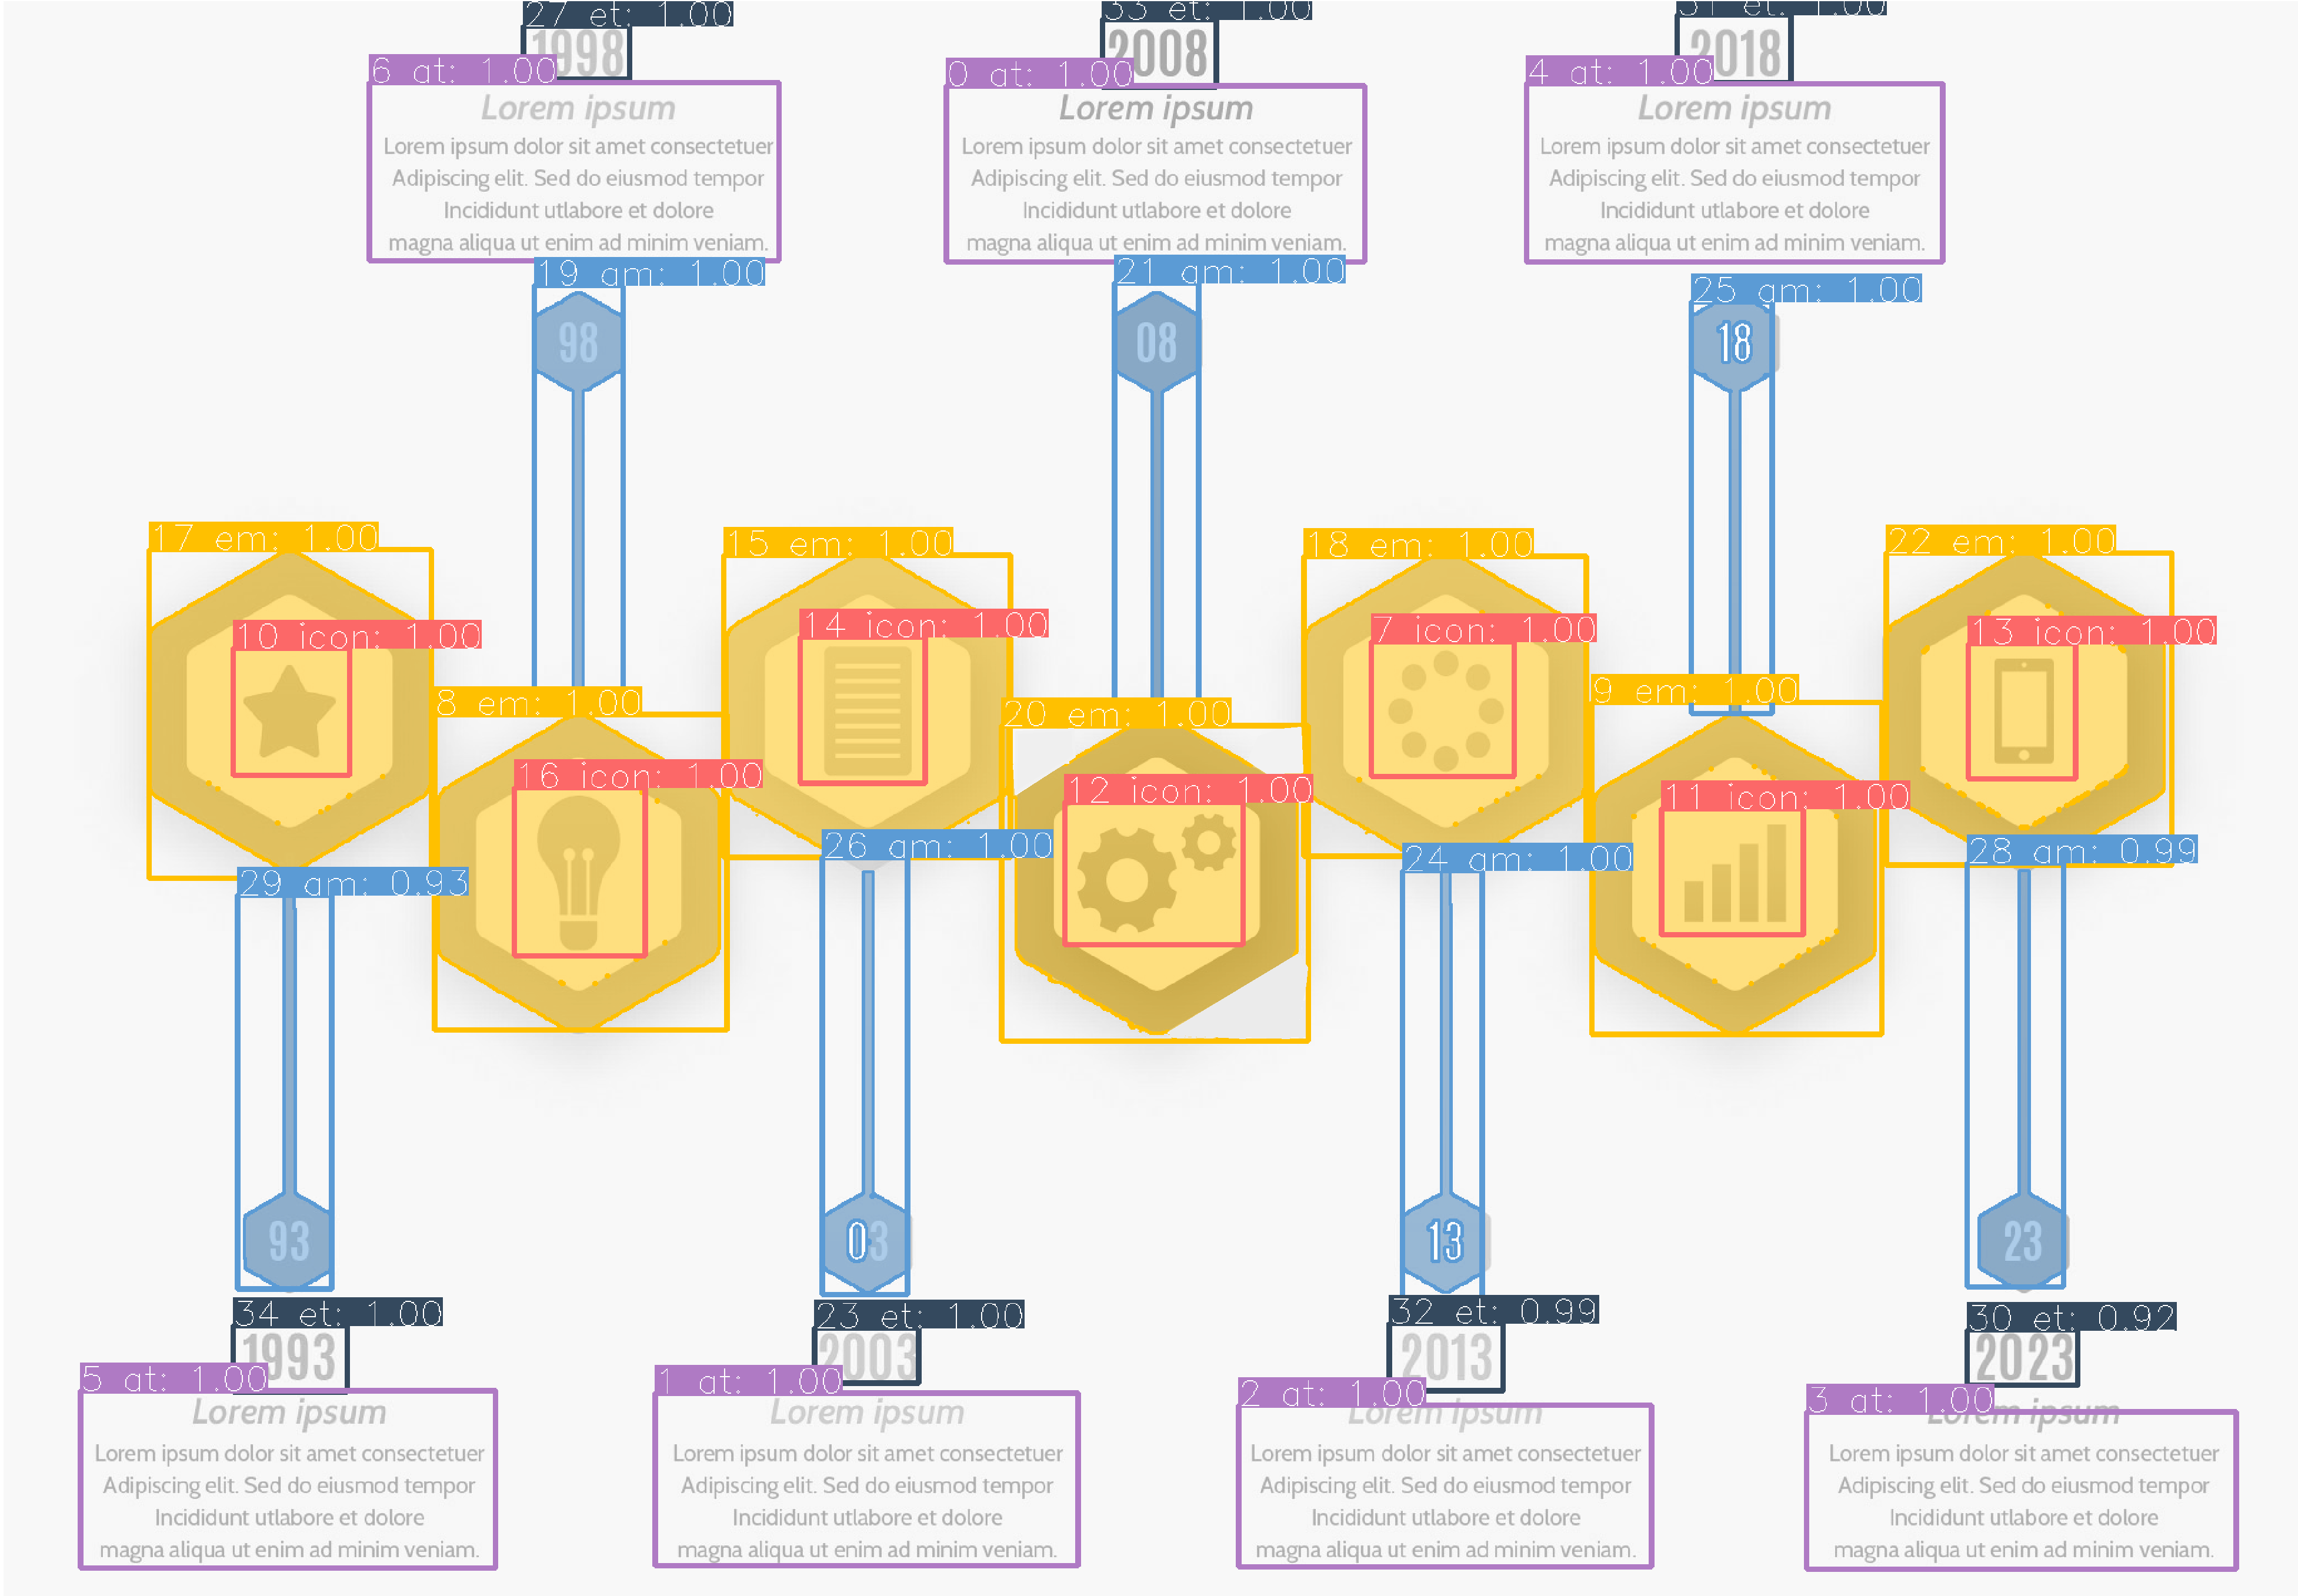 27 et: 1.00
1998
6 at: 1.00
Lorem ipsum
Lorem ipsum dolor sit amet consectetuer
Adipiscing elit. Sed do eiusmod tempor
Incididunt utlabore et dolore
magna aliqua ut enim ad minim veniam.
33 et: 1.00
2008
0 at: 1.00
Lorem ipsum
Lorem ipsum dolor sit amet consectetuer
Adipiscing elit. Sed do eiusmod tempor
Incididunt utlabore et dolore
magna aliqua ut enim ad minim veniam.
31 et: 1.00
2018
4 at: 1.00
Lorem ipsum
Lorem ipsum dolor sit amet consectetuer
Adipiscing elit. Sed do eiusmod tempor
Incididunt utlabore et dolore
magna aliqua ut enim ad minim veniam.
19 am: 1.00
98
21 am: 1.00
08
25 am: 1.00
18
17 em: 1.00
10 icon: 1.00
8 em: 1.00
16 icon: 1.00
15 em: 1.00
14 icon: 1.00
20 em: 1.00
12 icon: 1.00
18 em: 1.00
7 icon: 1.00
9 em: 1.00
11 icon: 1.00
22 em: 1.00
13 icon: 1.00
29 am: 0.93
93
26 am: 1.00
03
24 am: 1.00
13
28 am: 0.99
23
34 et: 1.00
1993
5 at: 1.00
Lorem ipsum
Lorem ipsum dolor sit amet consectetuer
Adipiscing elit. Sed do eiusmod tempor
Incididunt utlabore et dolore
magna aliqua ut enim ad minim veniam.
23 et: 1.00
2003
1 at: 1.00
Lorem ipsum
Lorem ipsum dolor sit amet consectetuer
Adipiscing elit. Sed do eiusmod tempor
Incididunt utlabore et dolore
magna aliqua ut enim ad minim veniam.
32 et: 0.99
2013
2 at: 1.00
Lorem ipsum
Lorem ipsum dolor sit amet consectetuer
Adipiscing elit. Sed do eiusmod tempor
Incididunt utlabore et dolore
magna aliqua ut enim ad minim veniam.
30 et: 0.92
2023
3 at: 1.00
Lorem ipsum
Lorem ipsum dolor sit amet consectetuer
Adipiscing elit. Sed do eiusmod tempor
Incididunt utlabore et dolore
magna aliqua ut enim ad minim veniam.